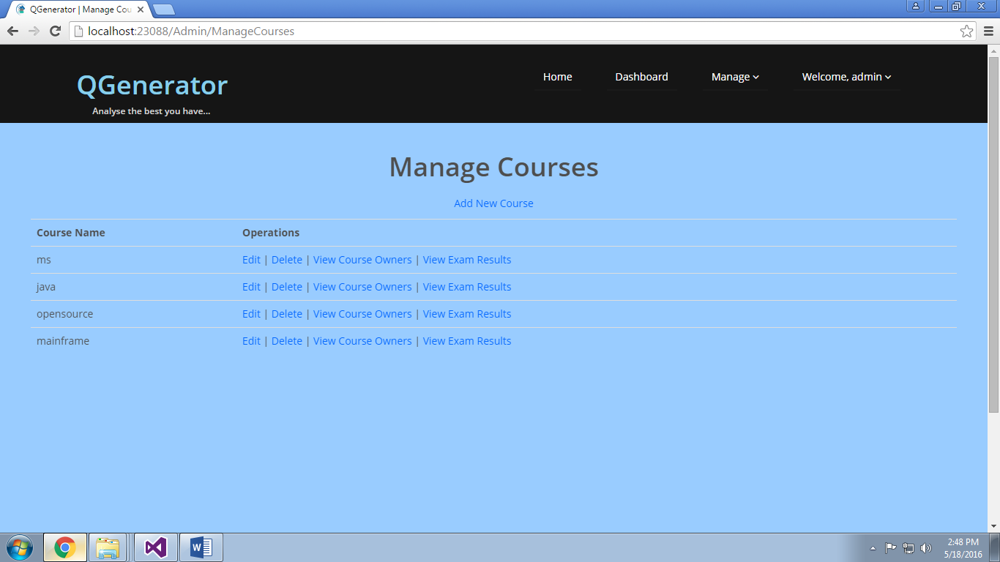 QGenerator | Manage Cou
localhost:23088/Admin/ManageCourses
QGenerator
Analyse the best you have...
Home Dashboard Manage Welcome, admin
Manage Courses
Add New Course
Course Name Operations
ms Edit | Delete | View Course Owners | View Exam Results
java Edit | Delete | View Course Owners | View Exam Results
opensource Edit | Delete | View Course Owners | View Exam Results
mainframe Edit | Delete | View Course Owners | View Exam Results
2:48 PM
5/18/2016